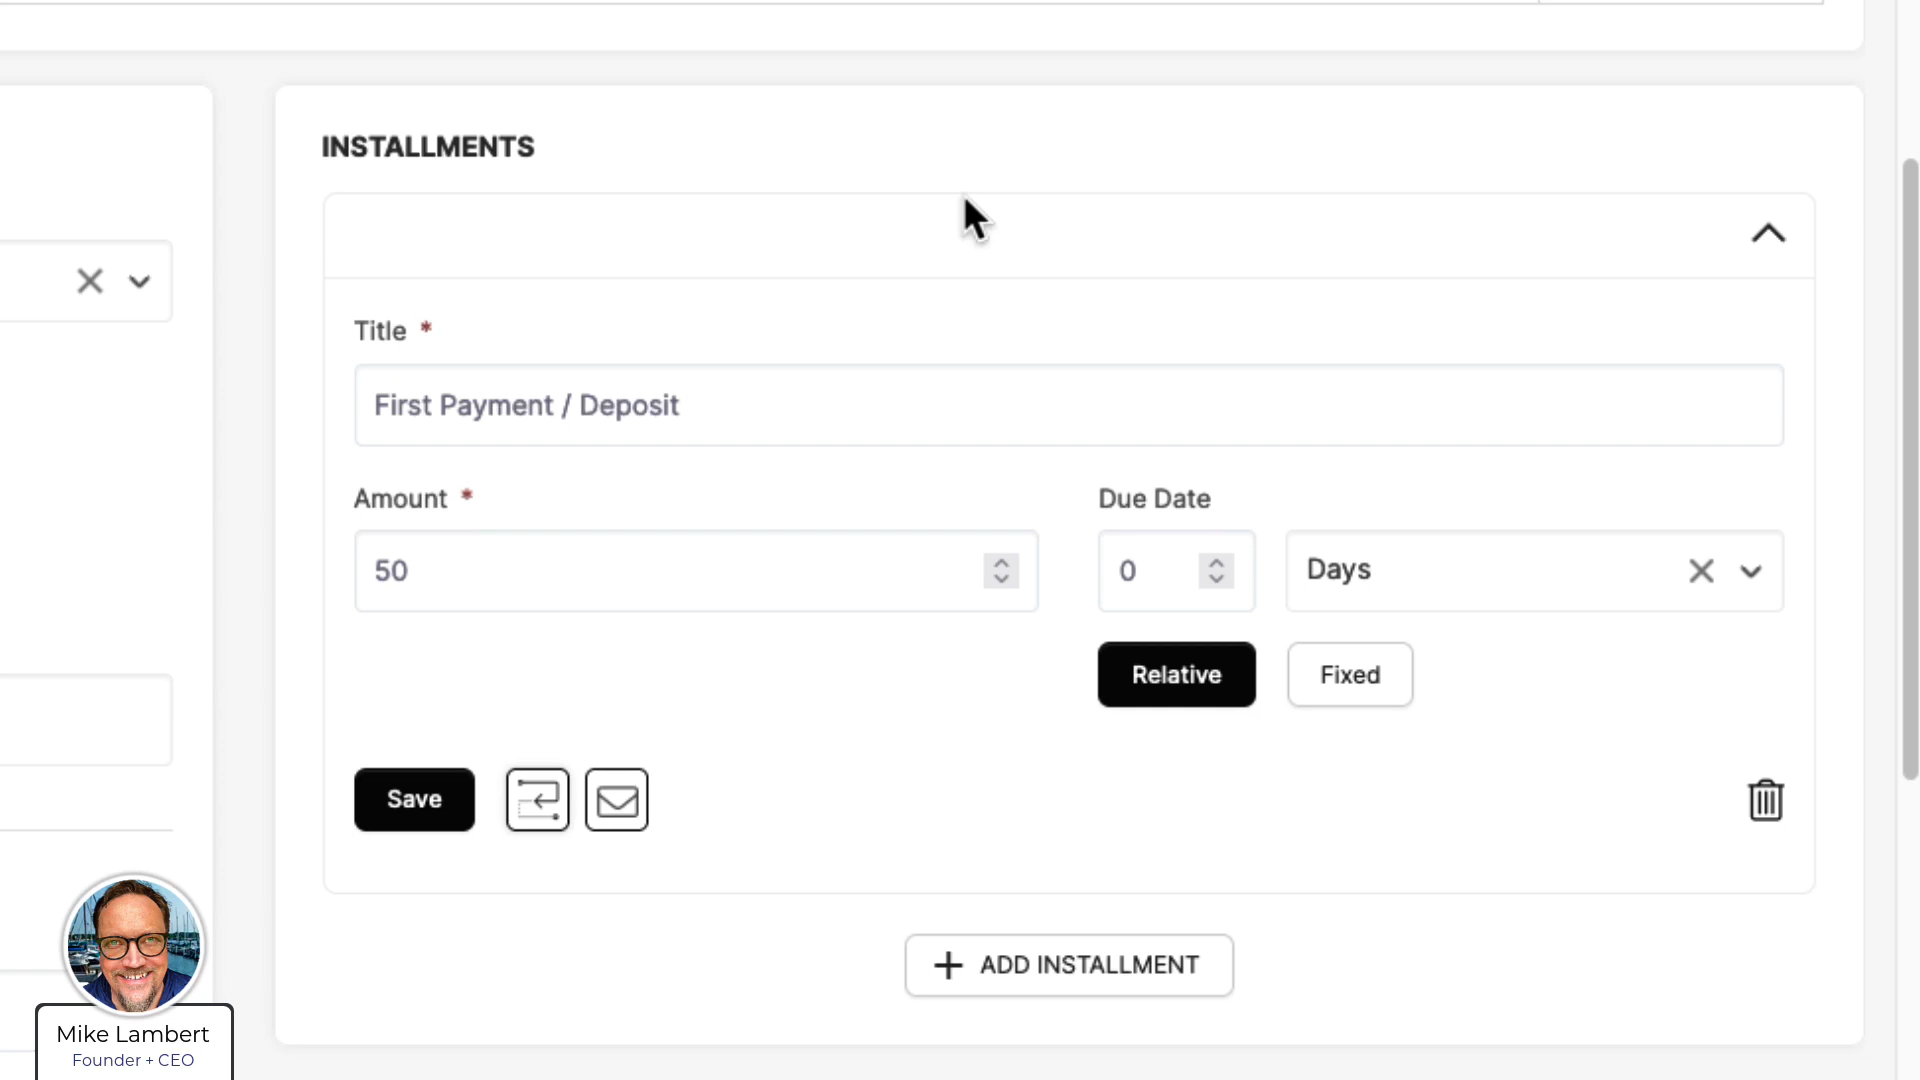 INSTALLMENTS
Title *
First Payment / Deposit
Amount *
Due Date
50
0
Days
Relative
Fixed
Save
ADD INSTALLMENT
Mike Lambert
Founder + CEO